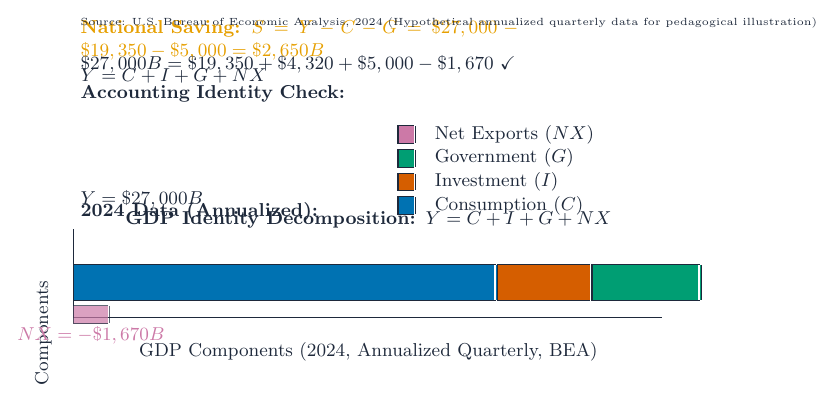 Source: U.S. Bureau of Economic Analysis, 2024 (Hypothetical annualized quarterly data for pedagogical illustration)
National Saving: S = Y − C − G = $27,000 −
$19,350 − $5,000 = $2,650B
$27,000B = $19,350 + $4,320 + $5,000 − $1,670 ✓
Y = C + I + G + NX
Accounting Identity Check:
Net Exports (NX)
Government (G)
Investment (I)
Consumption (C)
Y = $27,000B
2024 Data (Annualized):
GDP Identity Decomposition: Y = C + I + G + NX
Components
NX = −$1,670B
GDP Components (2024, Annualized Quarterly, BEA)